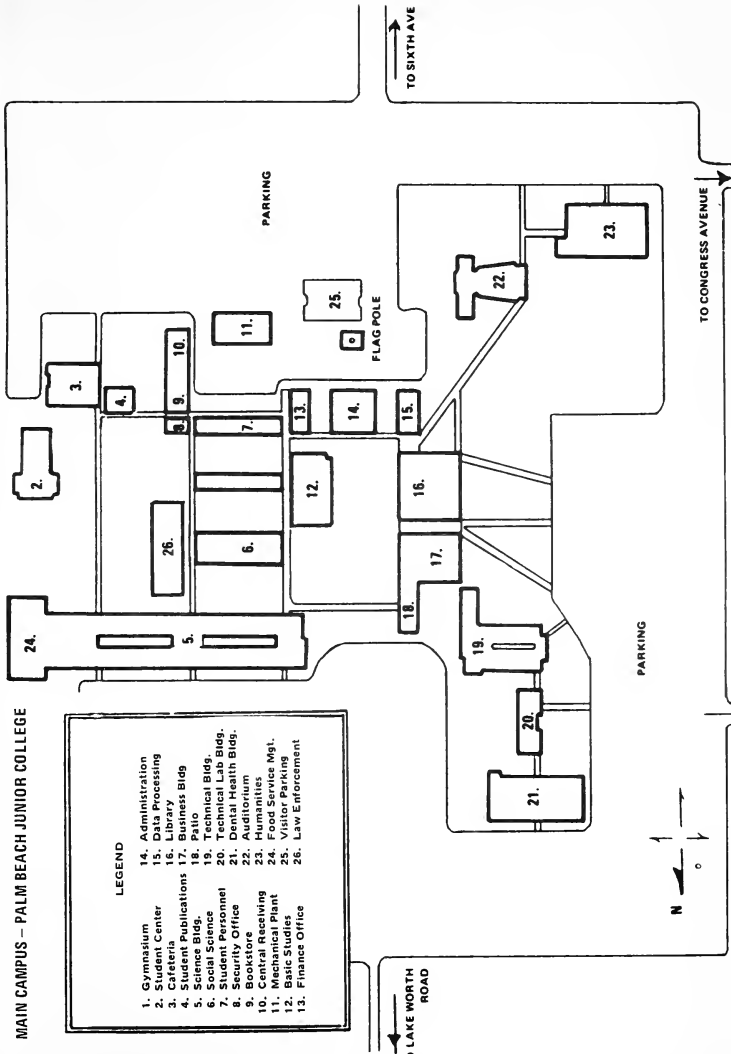 MAIN CAMPUS – PALM BEACH JUNIOR COLLEGE
LEGEND
1. Gymnasium
2. Student Center
3. Cafeteria
4. Student Publications
5. Science Bldg.
6. Social Science
7. Student Personnel
8. Security Office
9. Bookstore
10. Central Receiving
11. Mechanical Plant
12. Basic Studies
13. Finance Office
14. Administration
15. Data Processing
16. Library
17. Business Bldg
18. Patio
19. Technical Bldg.
20. Technical Lab Bldg.
21. Dental Health Bldg.
22. Auditorium
23. Humanities
24. Food Service Mgt.
25. Visitor Parking
26. Law Enforcement
24.
5.
2.
26.
3.
4.
8.
9.
10.
6.
7.
11.
PARKING
12.
13.
14.
15.
25.
FLAG POLE
TO SIXTH AVE
18.
17.
16.
19.
20.
21.
22.
23.
PARKING
N
LAKE WORTH
ROAD
TO CONGRESS AVENUE